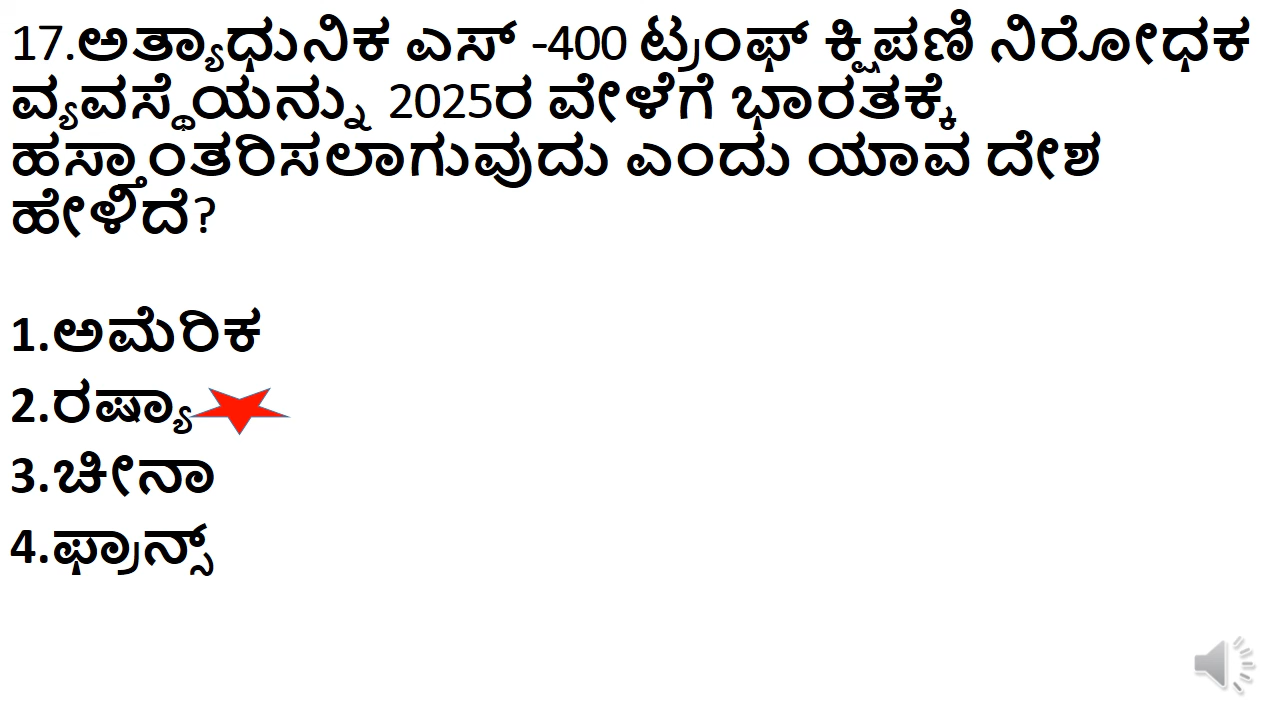 17.ಅತ್ಯಾಧುನಿಕ ಎಸ್ -400 ಟ್ರಂಫ್ ಕ್ಷಿಪಣಿ ನಿರೋಧಕ
ವ್ಯವಸ್ಥೆಯನ್ನು 2025ರ ವೇಳೆಗೆ ಭಾರತಕ್ಕೆ
ಹಸ್ತಾಂತರಿಸಲಾಗುವುದು ಎಂದು ಯಾವ ದೇಶ
ಹೇಳಿದೆ?
1.ಅಮೆರಿಕ
2.ರಷ್ಯಾ
3.ಚೀನಾ
4.ಫ್ರಾನ್ಸ್